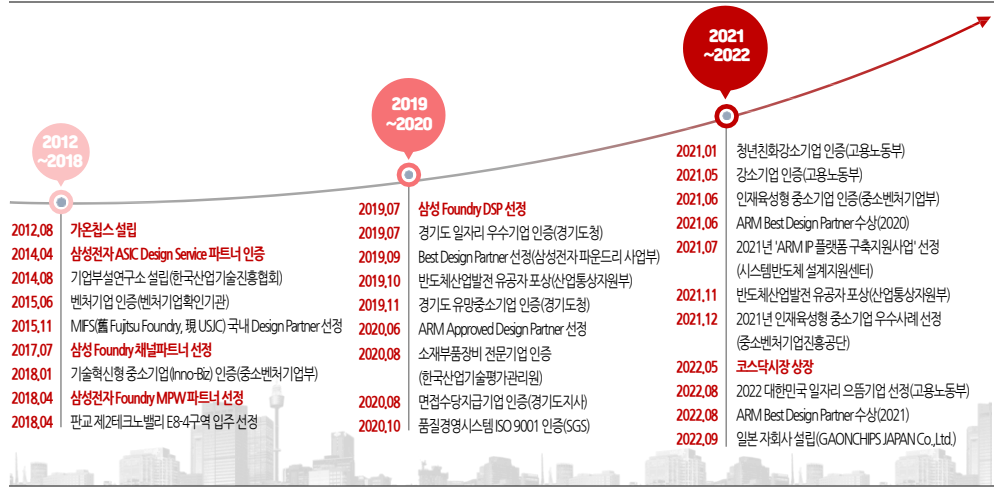 2012
~2018
2012.08 가온칩스 설립
2014.04 삼성전자 ASIC Design Service 파트너 인증
2014.08 기업부설연구소 설립(한국산업기술진흥협회)
2015.06 벤처기업 인증(벤처기업확인기관)
2015.11 MIFS(舊 Fujitsu Foundry, 現 USJC) 국내 Design Partner 선정
2017.07 삼성 Foundry 채널파트너 선정
2018.01 기술혁신형 중소기업(Inno-Biz) 인증(중소벤처기업부)
2018.04 삼성전자 Foundry MPW 파트너 선정
2018.04 판교 제2테크노밸리 E8-4구역 입주 선정
2019
~2020
2019.07 삼성 Foundry DSP 선정
2019.07 경기도 일자리 우수기업 인증(경기도청)
2019.09 Best Design Partner 선정(삼성전자 파운드리 사업부)
2019.10 반도체산업발전 유공자 포상(산업통상자원부)
2019.11 경기도 유망중소기업 인증(경기도청)
2020.06 ARM Approved Design Partner 선정
2020.08 소재부품장비 전문기업 인증
(한국산업기술평가관리원)
2020.08 면접수당지급기업 인증(경기도지사)
2020.10 품질경영시스템 ISO 9001 인증(SGS)
2021
~2022
2021.01 청년친화강소기업 인증(고용노동부)
2021.05 강소기업 인증(고용노동부)
2021.06 인재육성형 중소기업 인증(중소벤처기업부)
2021.06 ARM Best Design Partner 수상(2020)
2021.07 2021년 'ARM IP 플랫폼 구축지원사업' 선정
(시스템반도체 설계지원센터)
2021.11 반도체산업발전 유공자 포상(산업통상자원부)
2021.12 2021년 인재육성형 중소기업 우수사례 선정
(중소벤처기업진흥공단)
2022.05 코스닥시장 상장
2022.08 2022 대한민국 일자리 으뜸기업 선정(고용노동부)
2022.08 ARM Best Design Partner 수상(2021)
2022.09 일본 자회사 설립(GAONCHIPS JAPAN Co.,Ltd.)